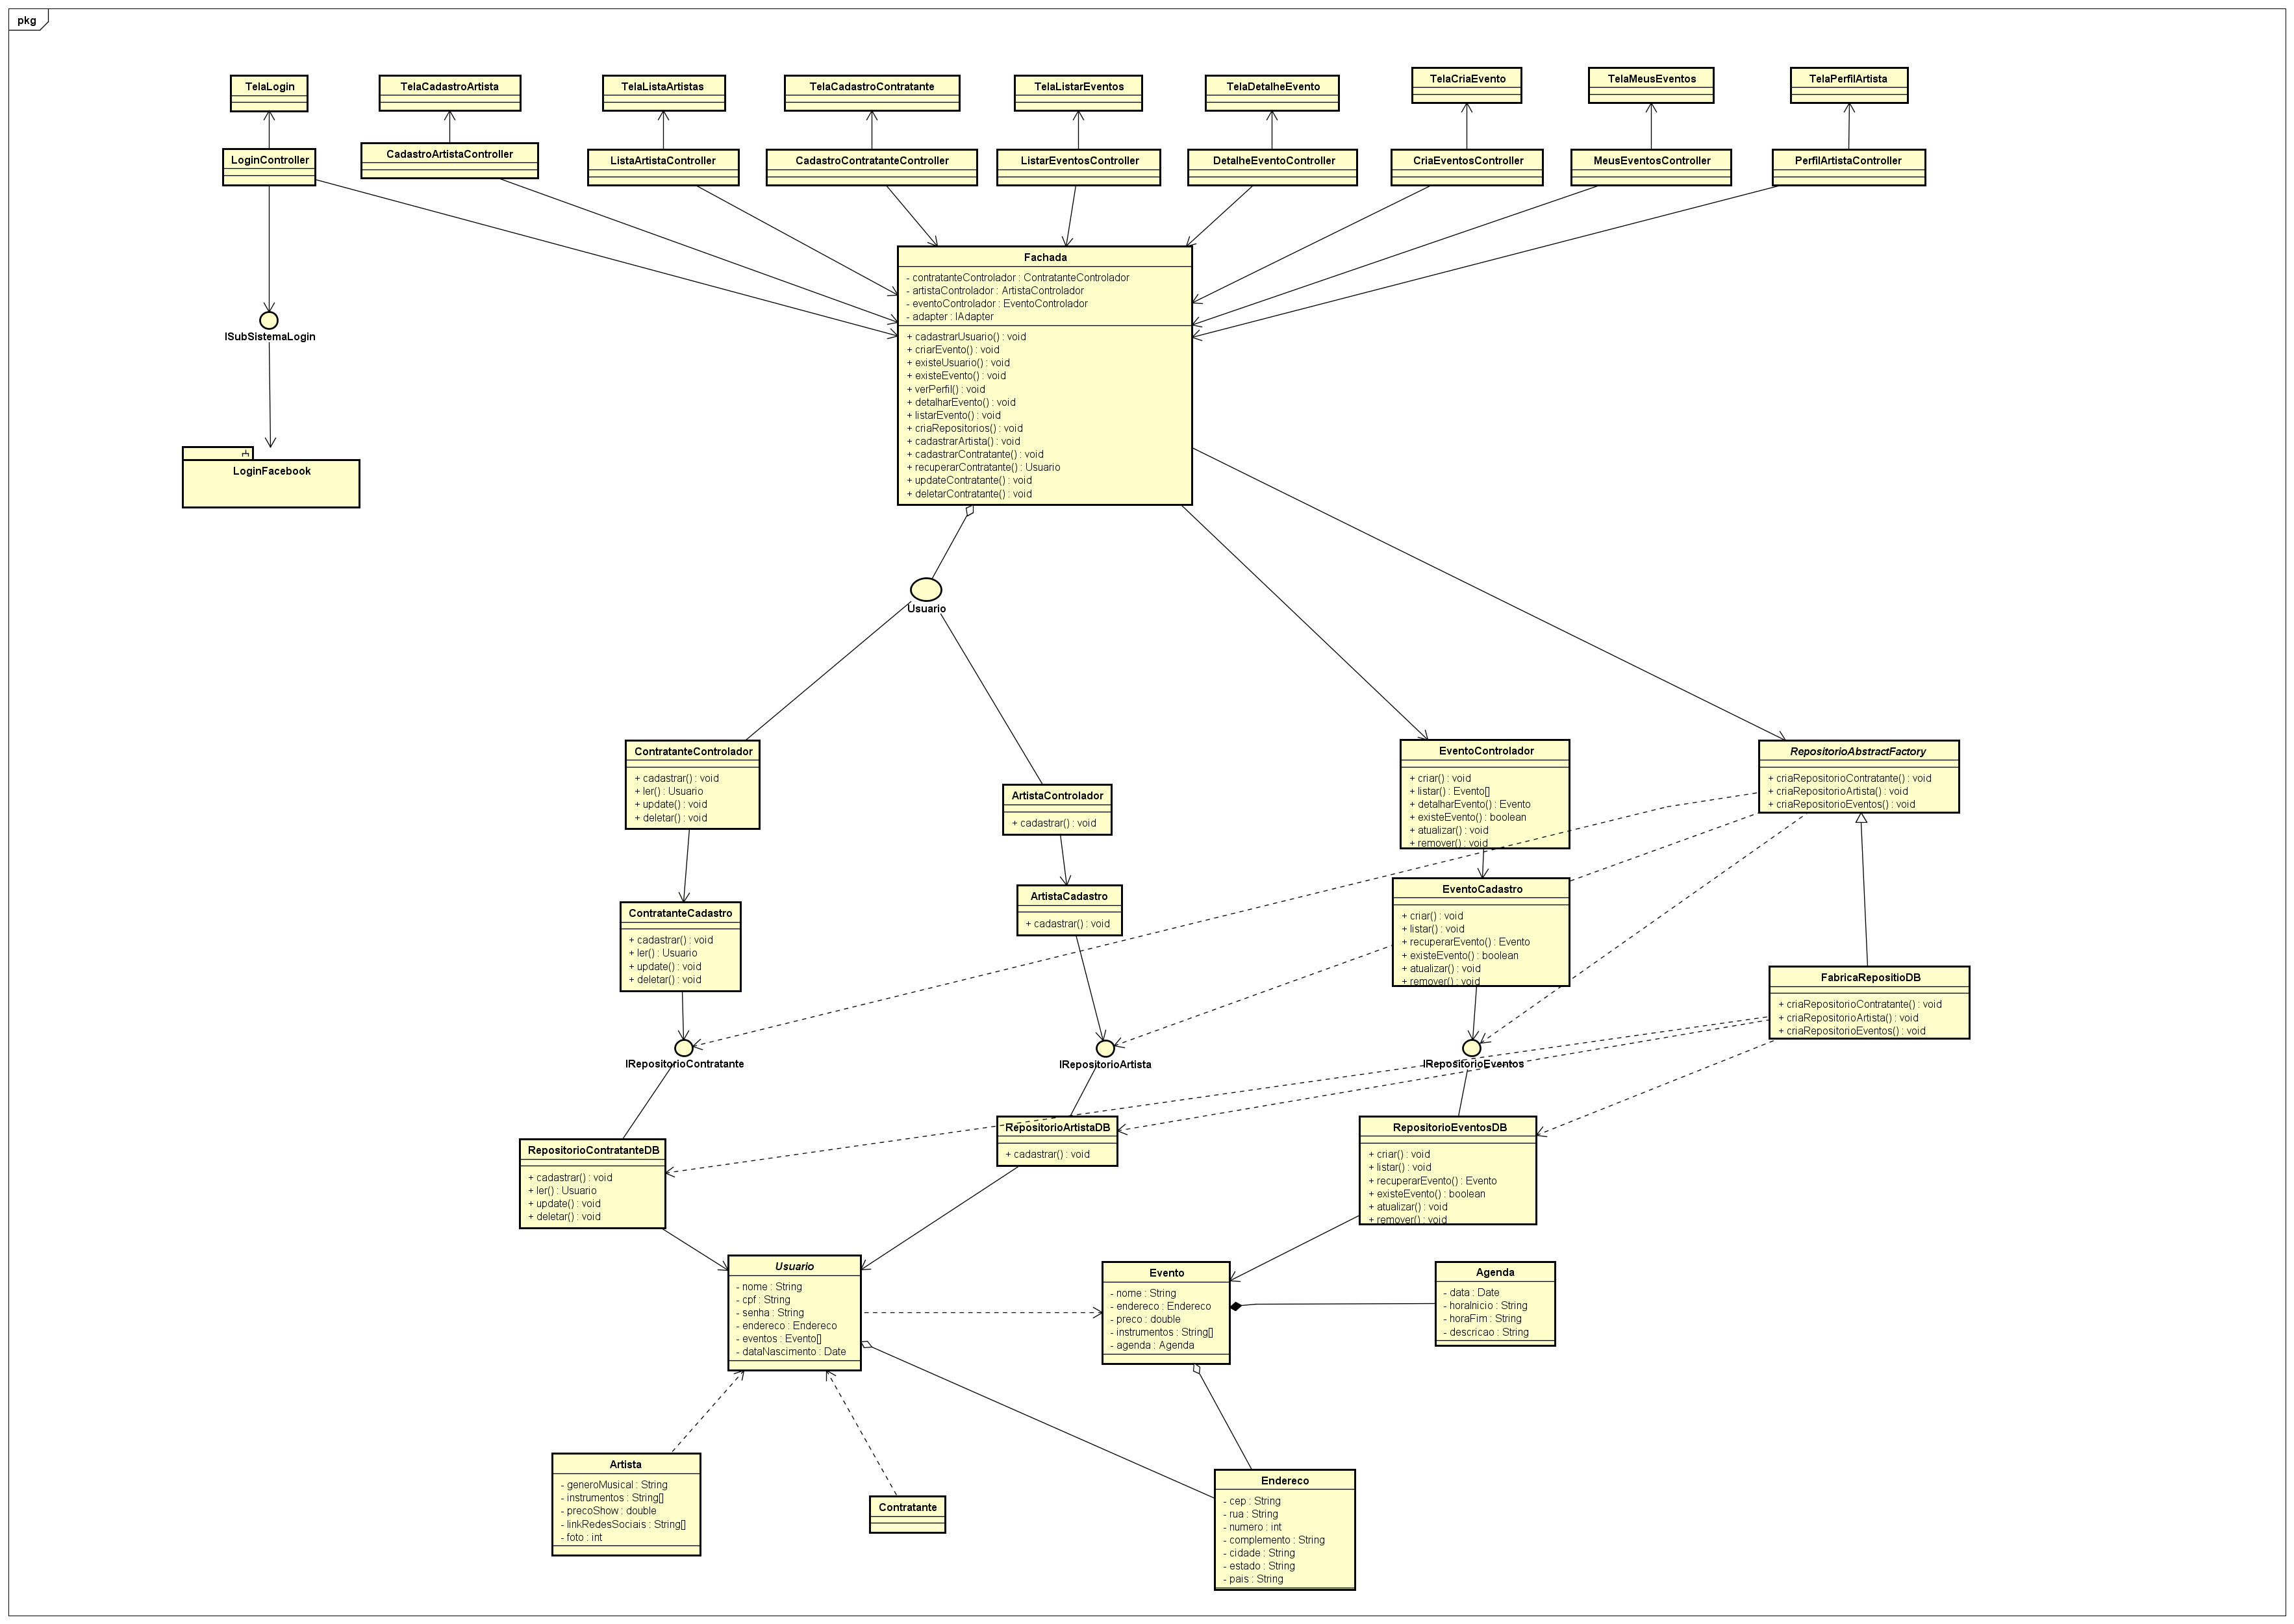 pkg
TelaLogin
TelaCadastroArtista
TelaListaArtistas
TelaCadastroContratante
TelaListarEventos
TelaDetalheEvento
TelaCriaEvento
TelaMeusEventos
TelaPerfilArtista
LoginController
CadastroArtistaController
ListaArtistaController
CadastroContratanteController
ListarEventosController
DetalheEventoController
CriaEventosController
MeusEventosController
PerfilArtistaController
ISubSistemaLogin
LoginFacebook
Fachada
- contratanteControlador : ContratanteControlador
- artistaControlador : ArtistaControlador
- eventoControlador : EventoControlador
- adapter : IAdapter
+ cadastrarUsuario() : void
+ criarEvento() : void
+ existeUsuario() : void
+ existeEvento() : void
+ verPerfil() : void
+ detalharEvento() : void
+ listarEvento() : void
+ criaRepositorios() : void
+ cadastrarArtista() : void
+ cadastrarContratante() : void
+ recuperarContratante() : Usuario
+ updateContratante() : void
+ deletarContratante() : void
Usuario
ContratanteControlador
+ cadastrar() : void
+ ler() : Usuario
+ update() : void
+ deletar() : void
ArtistaControlador
+ cadastrar() : void
EventoControlador
+ criar() : void
+ listar() : Evento[]
+ detalharEvento() : Evento
+ existeEvento() : boolean
+ atualizar() : void
+ remover() : void
RepositorioAbstractFactory
+ criaRepositorioContratante() : void
+ criaRepositorioArtista() : void
+ criaRepositorioEventos() : void
ContratanteCadastro
+ cadastrar() : void
+ ler() : Usuario
+ update() : void
+ deletar() : void
ArtistaCadastro
+ cadastrar() : void
EventoCadastro
+ criar() : void
+ listar() : void
+ recuperarEvento() : Evento
+ existeEvento() : boolean
+ atualizar() : void
+ remover() : void
FabricaRepositioDB
+ criaRepositorioContratante() : void
+ criaRepositorioArtista() : void
+ criaRepositorioEventos() : void
IRepositorioContratante
IRepositorioArtista
IRepositorioEventos
RepositorioContratanteDB
+ cadastrar() : void
+ ler() : Usuario
+ update() : void
+ deletar() : void
RepositorioArtistaDB
+ cadastrar() : void
RepositorioEventosDB
+ criar() : void
+ listar() : void
+ recuperarEvento() : Evento
+ existeEvento() : boolean
+ atualizar() : void
+ remover() : void
Usuario
- nome : String
- cpf : String
- senha : String
- endereco : Endereco
- eventos : Evento[]
- dataNascimento : Date
Evento
- nome : String
- endereco : Endereco
- preco : double
- instrumentos : String[]
- agenda : Agenda
Agenda
- data : Date
- horaInicio : String
- horaFim : String
- descricao : String
Artista
- generoMusical : String
- instrumentos : String[]
- precoShow : double
- linkRedesSociais : String[]
- foto : int
Contratante
Endereco
- cep : String
- rua : String
- numero : int
- complemento : String
- cidade : String
- estado : String
- pais : String